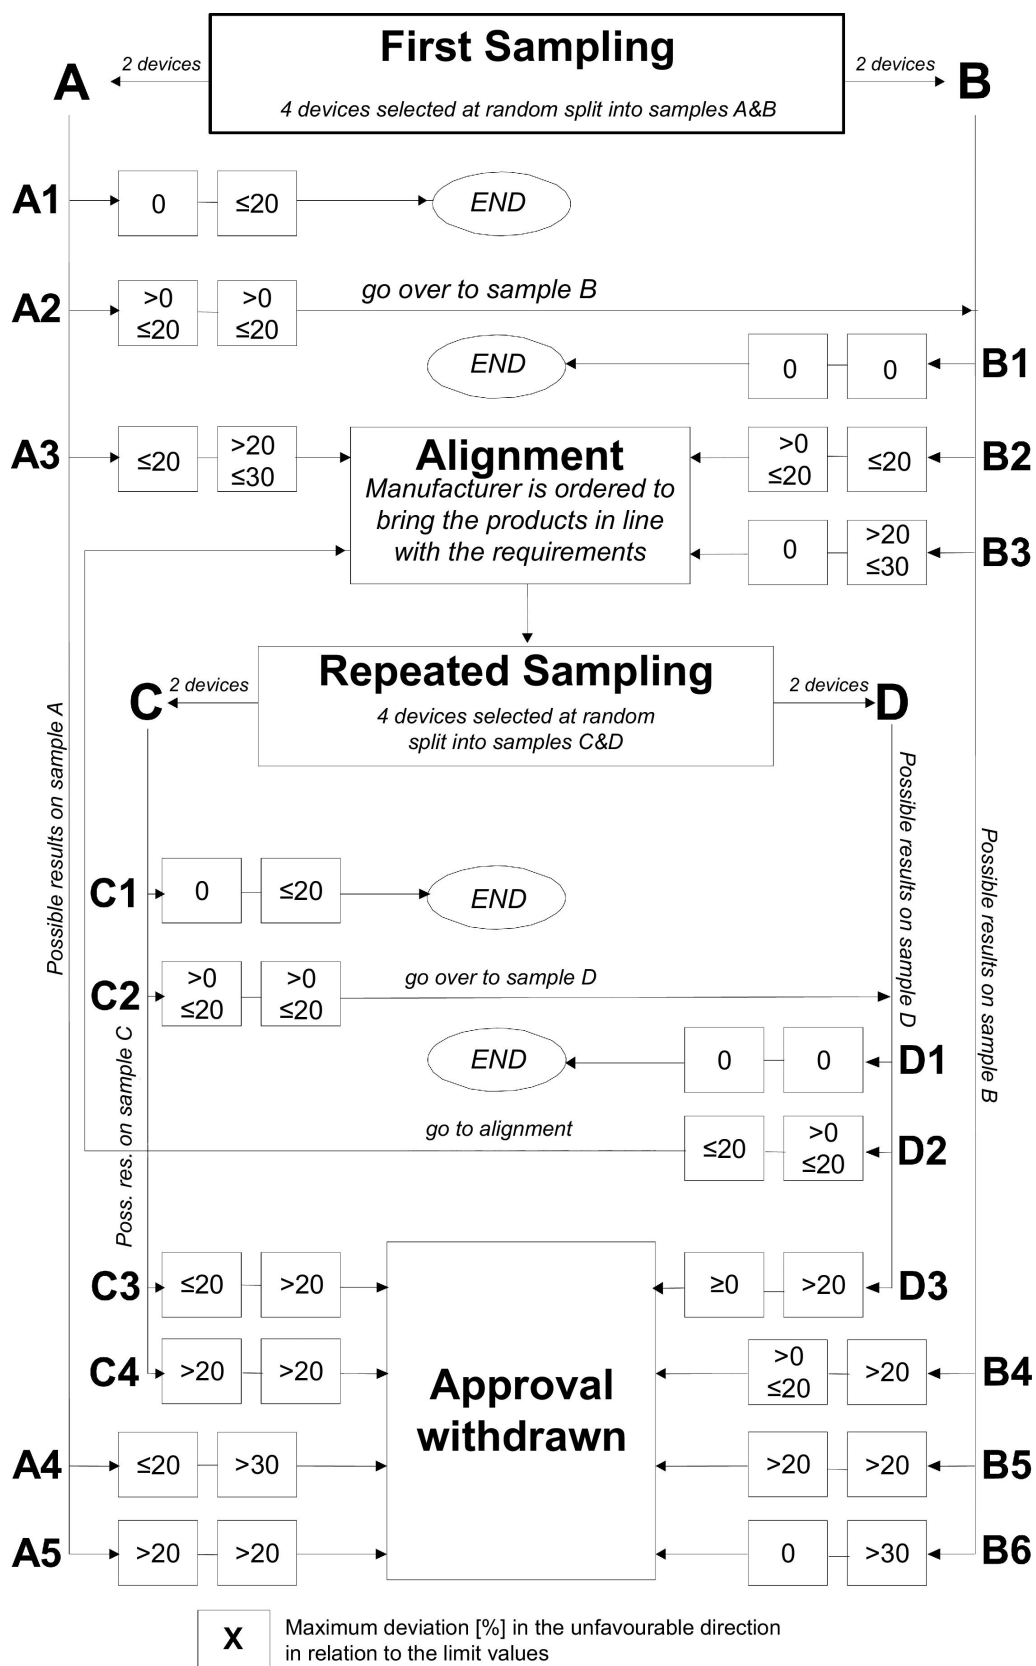 First Sampling
4 devices selected at random split into samples A&B
A
2 devices
2 devices
B
A1
0
≤20
END
A2
>0
≤20
>0
≤20
go over to sample B
END
0
0
B1
A3
≤20
>20
≤30
Alignment
Manufacturer is ordered to
bring the products in line
with the requirements
>0
≤20
≤20
B2
0
>20
≤30
B3
Repeated Sampling
4 devices selected at random
split into samples C&D
C
2 devices
2 devices
D
Possible results on sample A
Possible results on sample D
Possible results on sample B
C1
0
≤20
END
C2
>0
≤20
>0
≤20
go over to sample D
Poss. res. on sample C
END
0
0
D1
go to alignment
≤20
>0
≤20
D2
C3
≤20
>20
≥0
>20
D3
C4
>20
>20
Approval
withdrawn
>0
≤20
>20
B4
A4
≤20
>30
>20
>20
B5
A5
>20
>20
0
>30
B6
X
Maximum deviation [%] in the unfavourable direction
in relation to the limit values